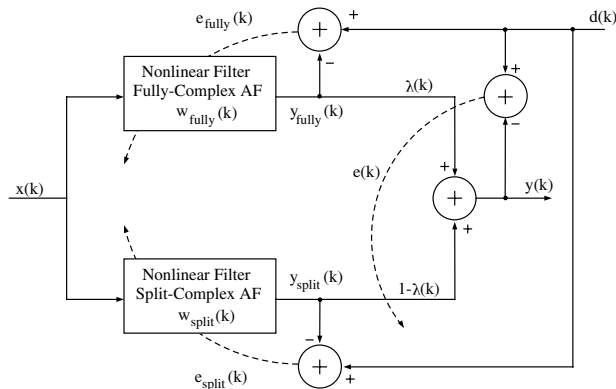 e_fully(k)
+
d(k)
+
−
+
Nonlinear Filter
Fully-Complex AF
w_fully(k)
y_fully(k)
λ(k)
+
−
x(k)
e(k)
+
+
y(k)
+
Nonlinear Filter
Split-Complex AF
w_split(k)
y_split(k)
1-λ(k)
−
+
+
e_split(k)